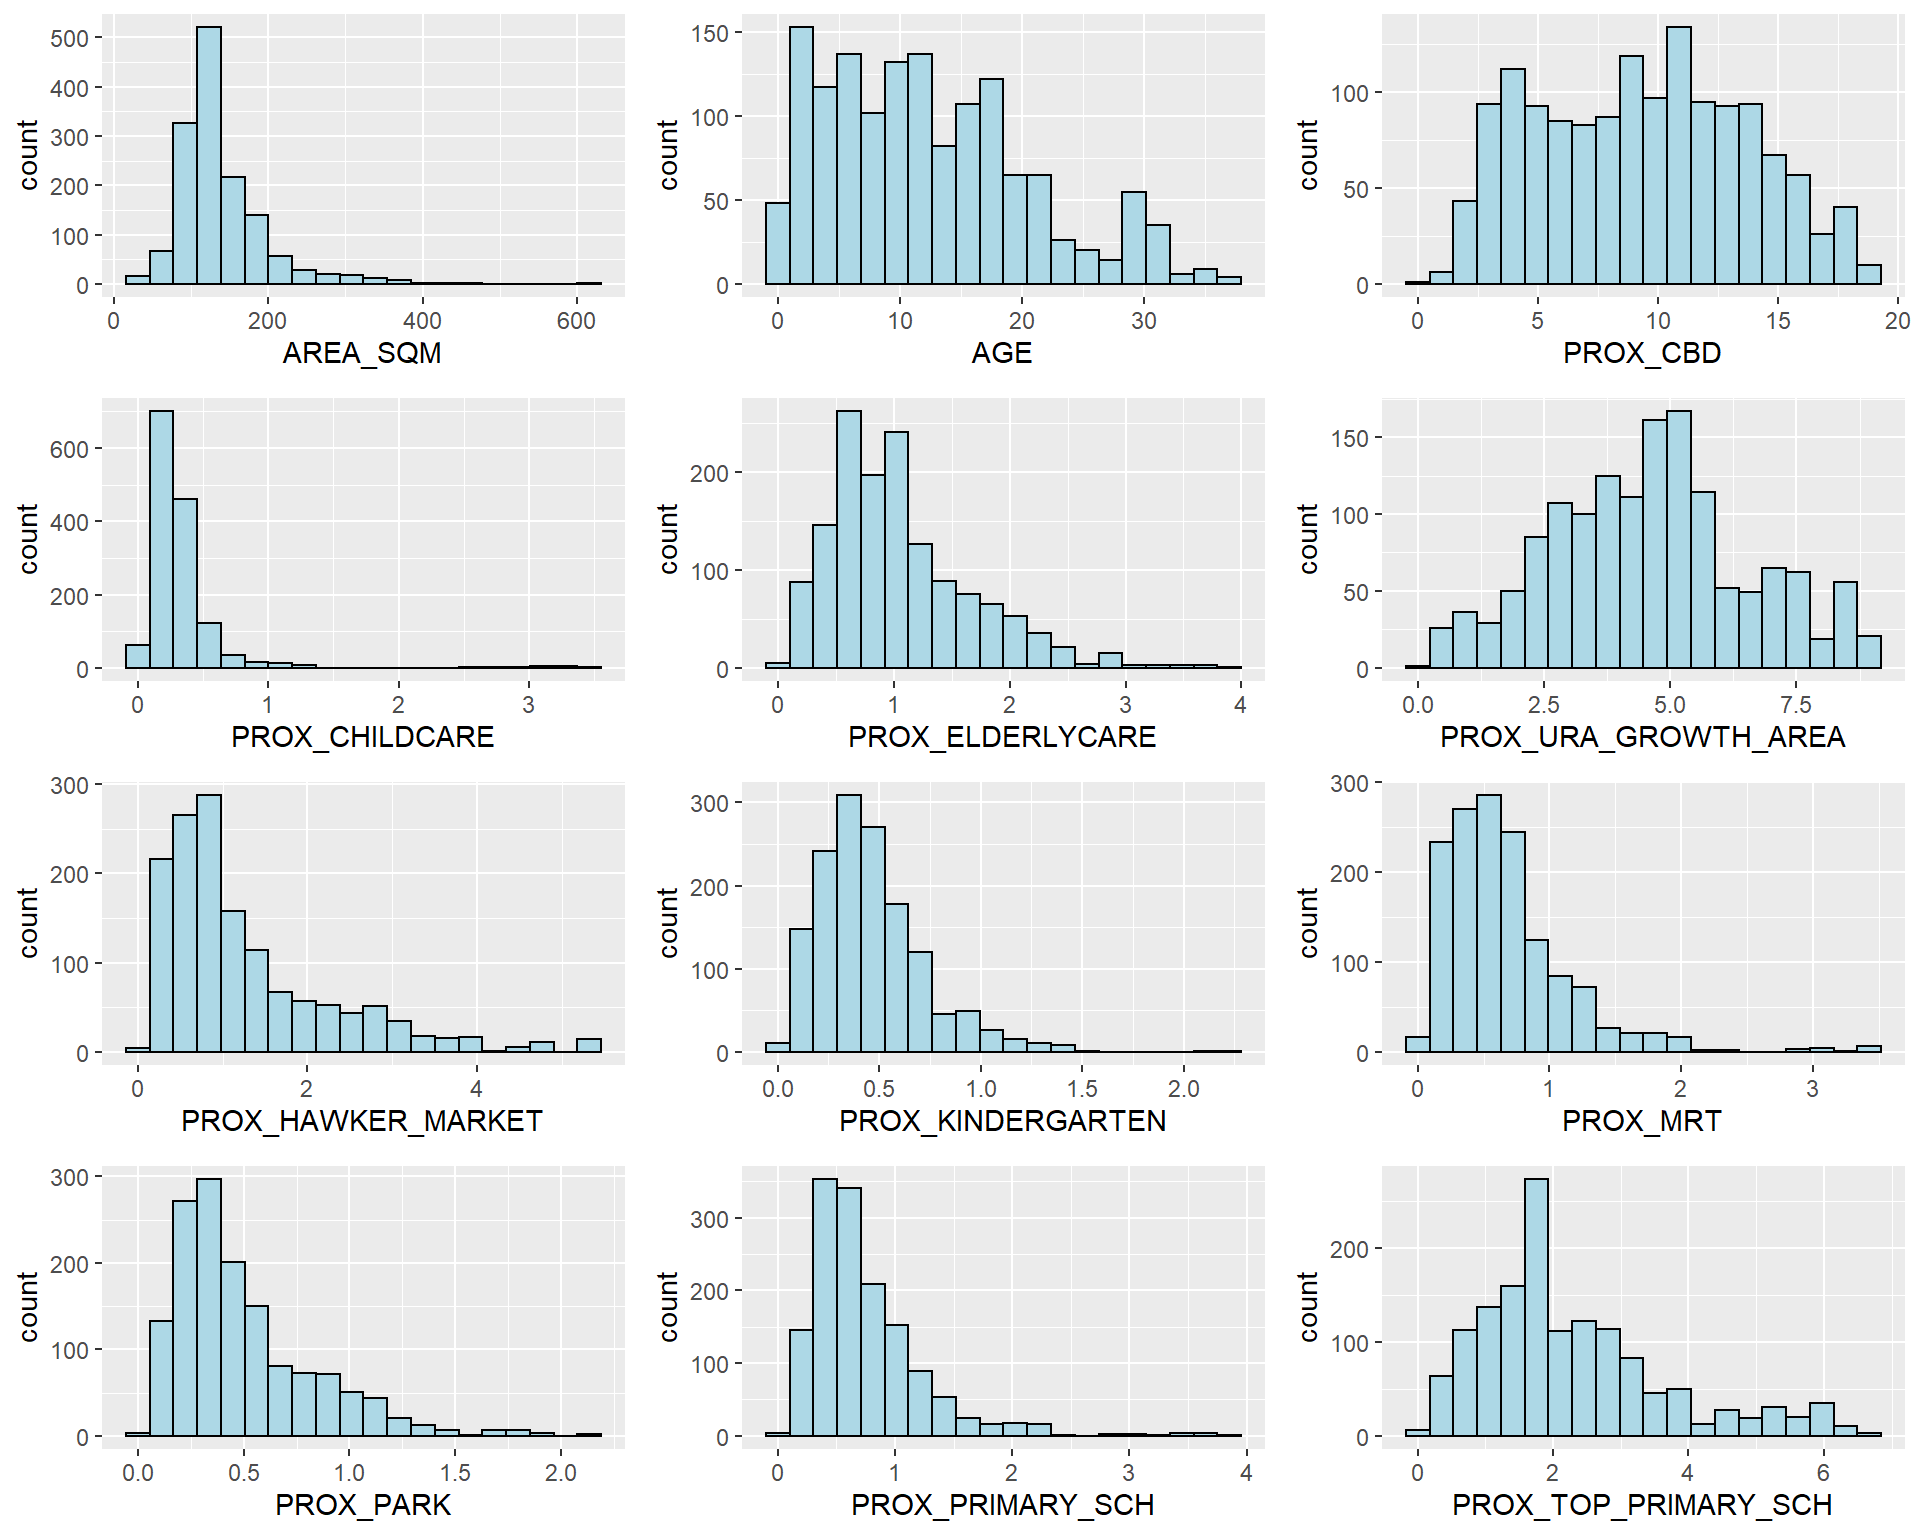 count
500
400
300
200
100
0
0 200 400 600
AREA_SQM
count
150
100
50
0
0 10 20 30
AGE
count
100
50
0
0 5 10 15 20
PROX_CBD
count
600
400
200
0
0 1 2 3
PROX_CHILDCARE
count
200
100
0
0 1 2 3 4
PROX_ELDERLYCARE
count
150
100
50
0
0.0 2.5 5.0 7.5
PROX_URA_GROWTH_AREA
count
300
200
100
0
0 2 4
PROX_HAWKER_MARKET
count
300
200
100
0
0.0 0.5 1.0 1.5 2.0
PROX_KINDERGARTEN
count
300
200
100
0
0 1 2 3
PROX_MRT
count
300
200
100
0
0.0 0.5 1.0 1.5 2.0
PROX_PARK
count
300
200
100
0
0 1 2 3 4
PROX_PRIMARY_SCH
count
200
100
0
0 2 4 6
PROX_TOP_PRIMARY_SCH